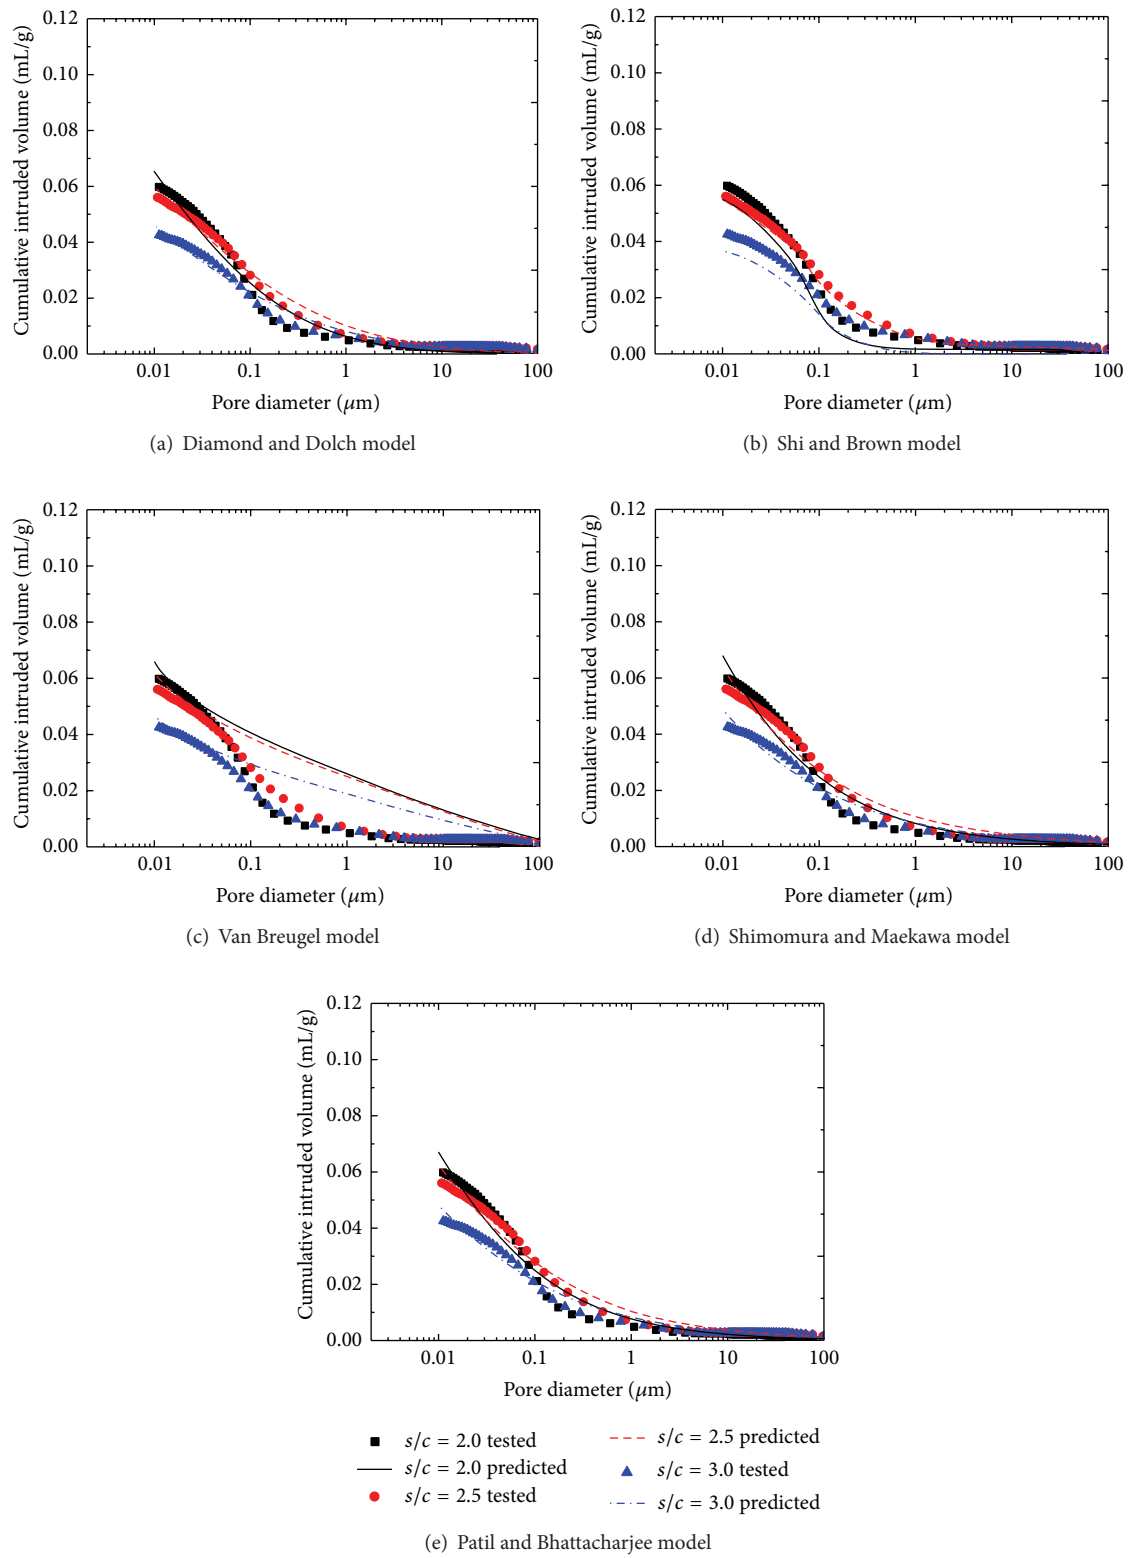 0.12
0.10
0.08
0.06
0.04
0.02
0.00
Cumulative intruded volume (mL/g)
0.01 0.1 1 10 100
Pore diameter (μm)
(a) Diamond and Dolch model
0.12
0.10
0.08
0.06
0.04
0.02
0.00
Cumulative intruded volume (mL/g)
0.01 0.1 1 10 100
Pore diameter (μm)
(b) Shi and Brown model
0.12
0.10
0.08
0.06
0.04
0.02
0.00
Cumulative intruded volume (mL/g)
0.01 0.1 1 10 100
Pore diameter (μm)
(c) Van Breugel model
0.12
0.10
0.08
0.06
0.04
0.02
0.00
Cumulative intruded volume (mL/g)
0.01 0.1 1 10 100
Pore diameter (μm)
(d) Shimomura and Maekawa model
0.12
0.10
0.08
0.06
0.04
0.02
0.00
Cumulative intruded volume (mL/g)
0.01 0.1 1 10 100
Pore diameter (μm)
s/c = 2.0 tested
s/c = 2.0 predicted
s/c = 2.5 tested
s/c = 2.5 predicted
s/c = 3.0 tested
s/c = 3.0 predicted
(e) Patil and Bhattacharjee model